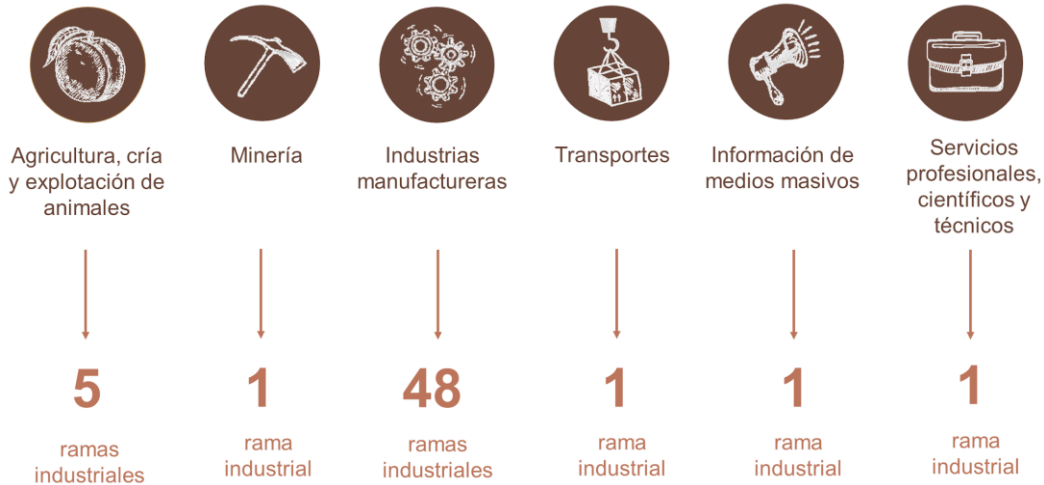 Agricultura, cría
y explotación de
animales
Minería
Industrias
manufactureras
Transportes
Información de
medios masivos
Servicios
profesionales,
científicos y
técnicos
5
ramas
industriales
1
rama
industrial
48
ramas
industriales
1
rama
industrial
1
rama
industrial
1
rama
industrial